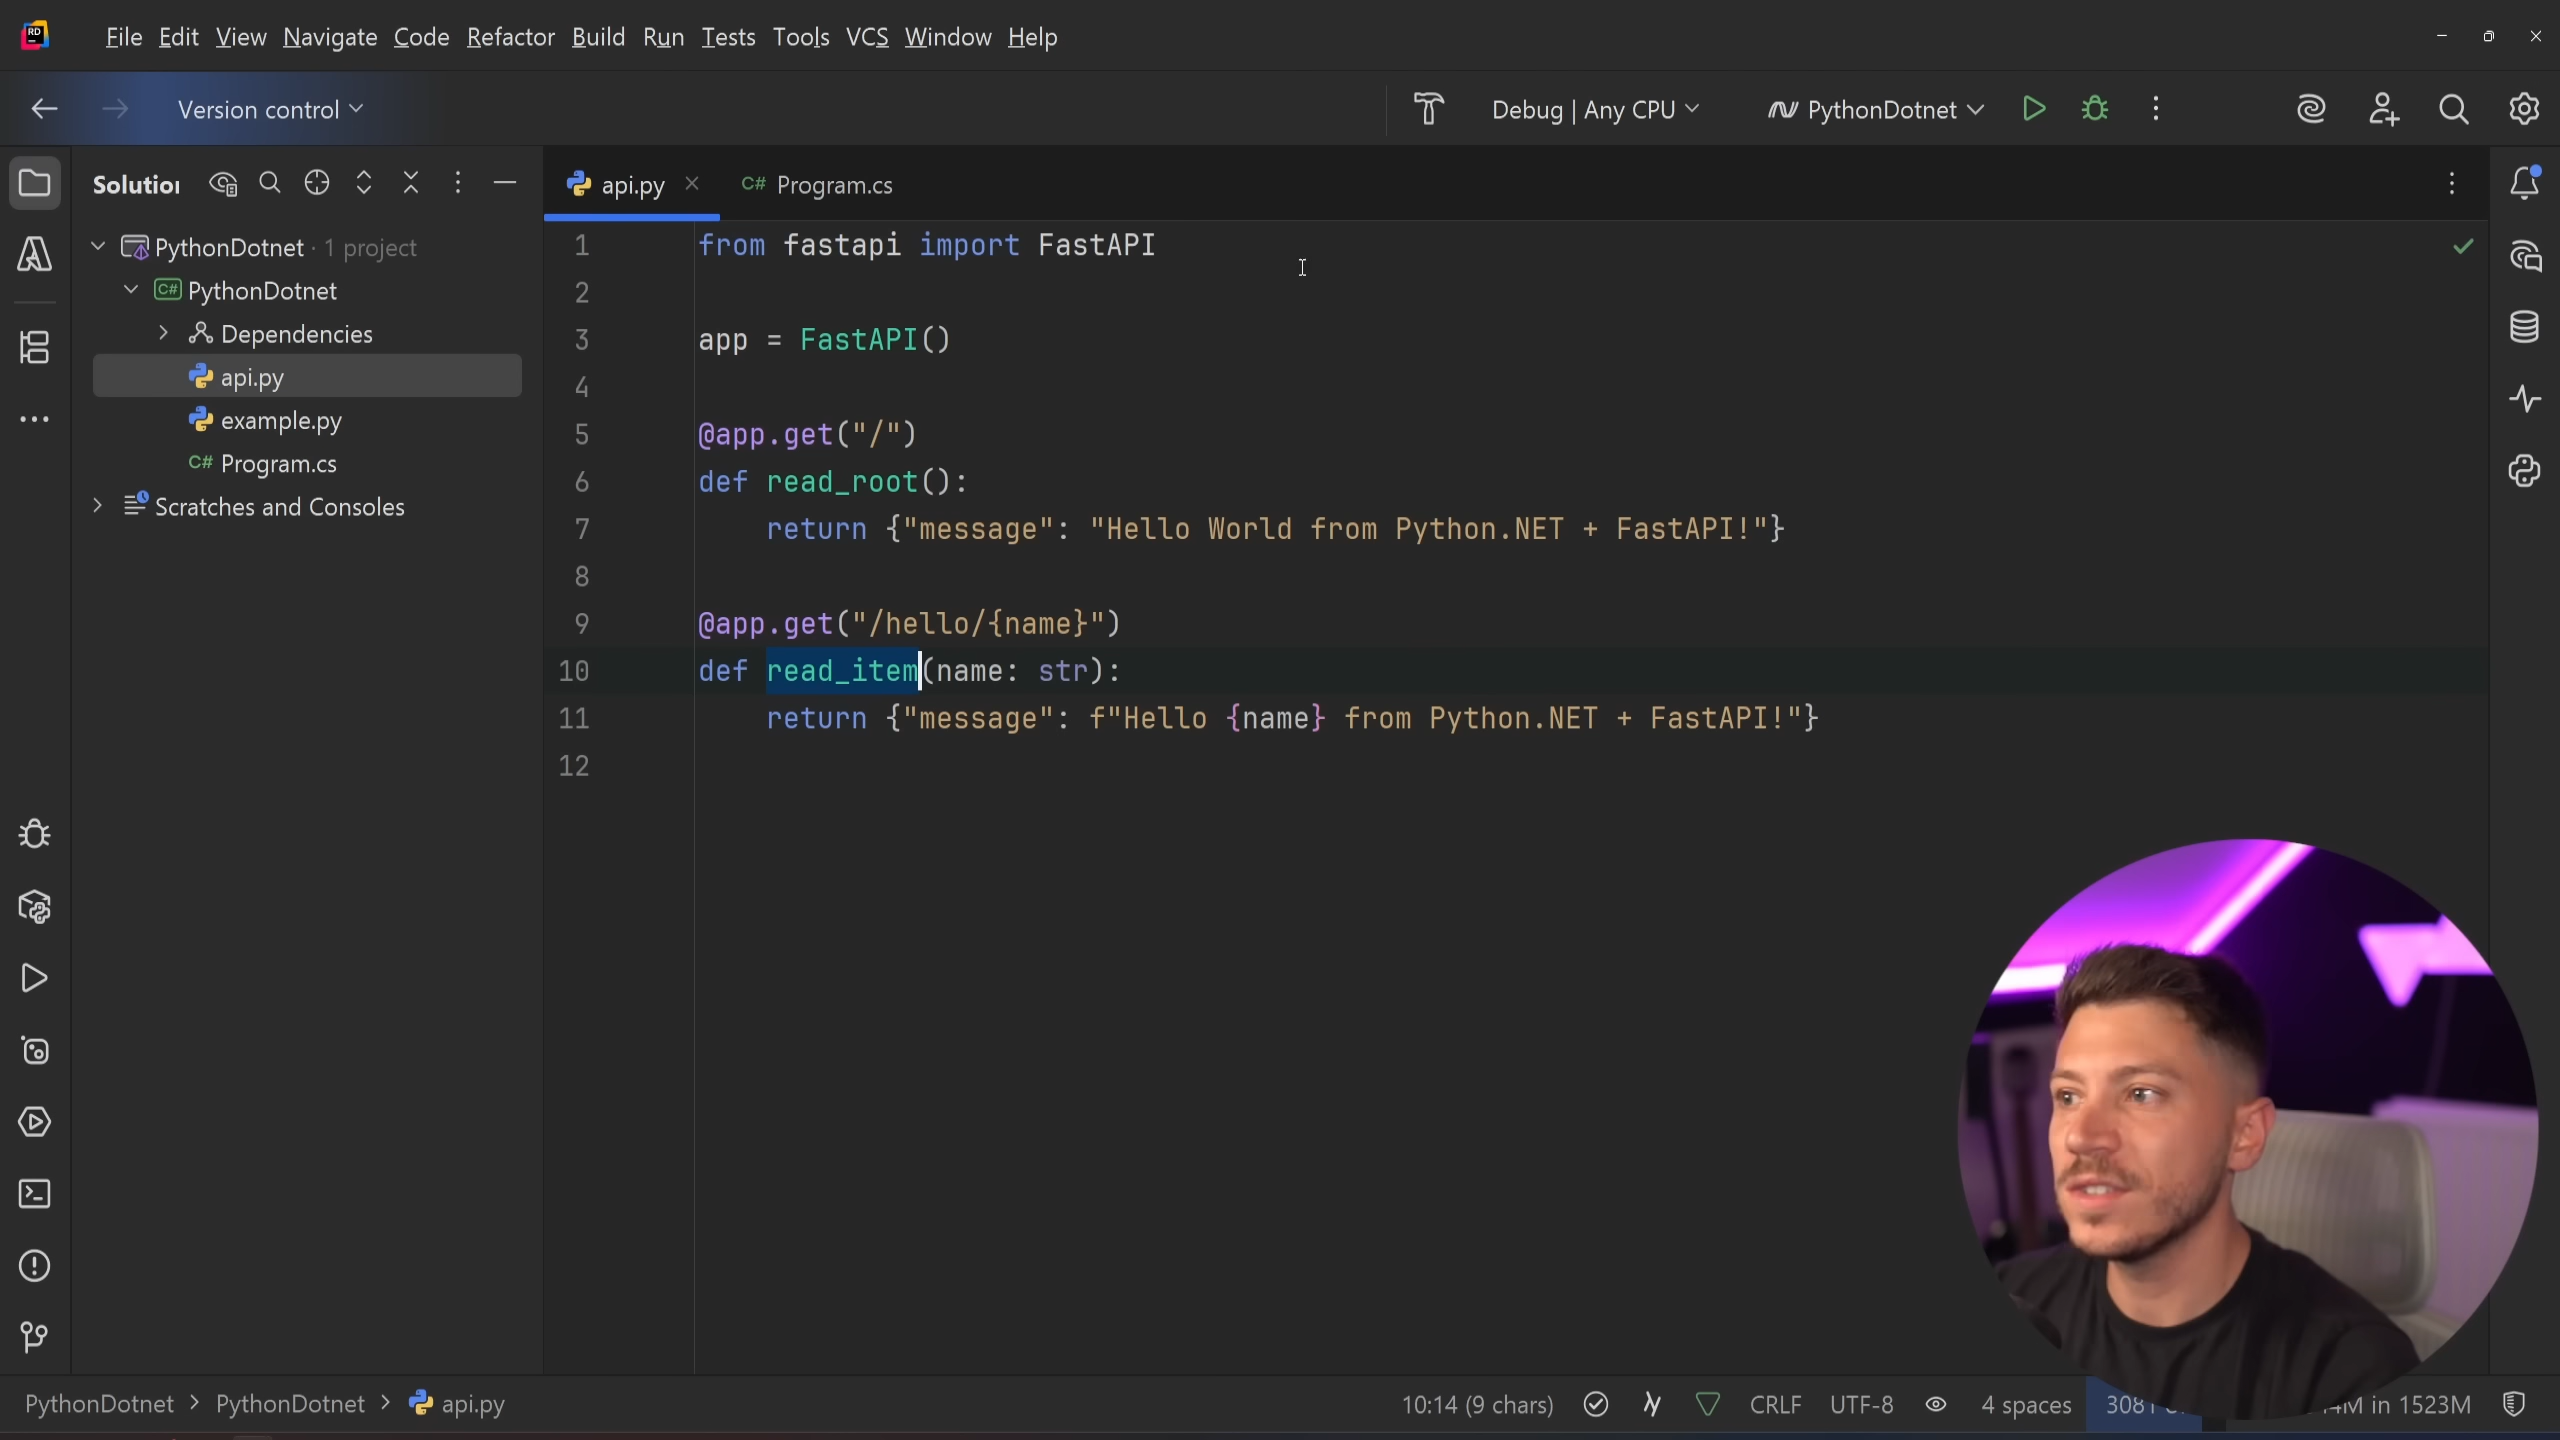 RD
File Edit View Navigate Code Refactor Build Run Tests Tools VCS Window Help
Version control
Debug | Any CPU
PythonDotnet
Solution
api.py
C# Program.cs
PythonDotnet · 1 project
C# PythonDotnet
Dependencies
api.py
example.py
C# Program.cs
Scratches and Consoles
1 from fastapi import FastAPI
2
3 app = FastAPI()
4
5 @app.get("/")
6 def read_root():
7 return {"message": "Hello World from Python.NET + FastAPI!"}
8
9 @app.get("/hello/{name}")
10 def read_item(name: str):
11 return {"message": f"Hello {name} from Python.NET + FastAPI!"}
12
PythonDotnet > PythonDotnet > api.py
10:14 (9 chars)
CRLF
UTF-8
4 spaces
in 1523M